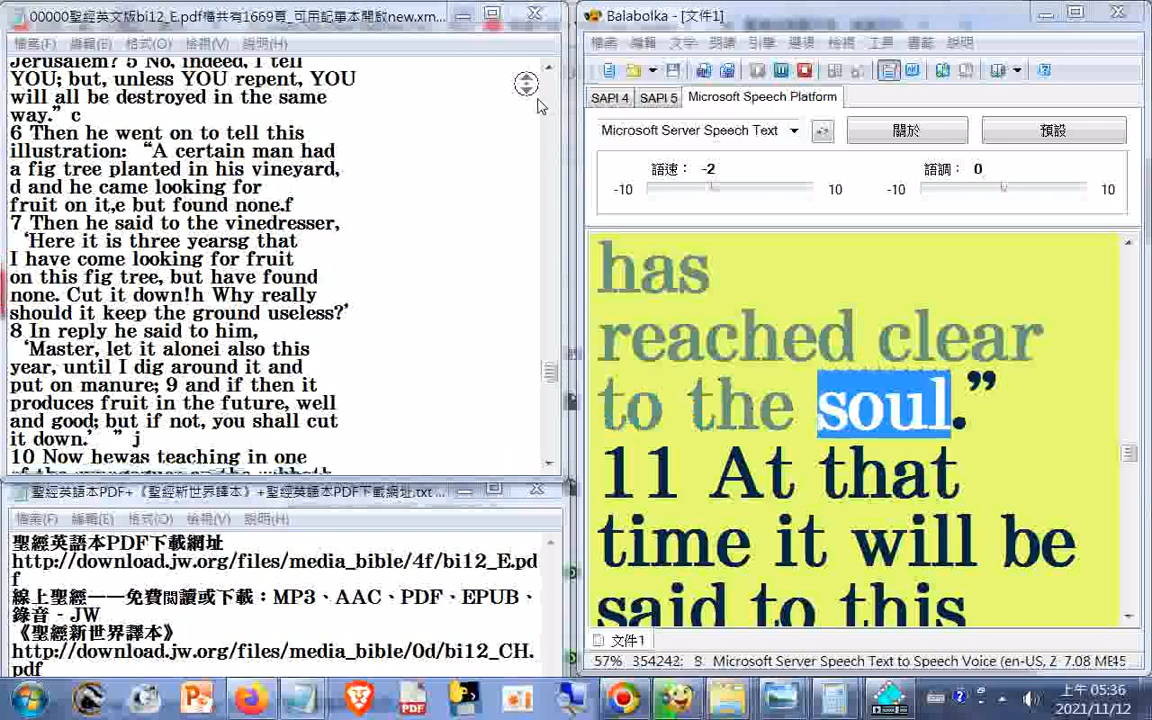 00000聖經英文版bi12_E.pdf檔共有1669頁_可用記事本開啟new.xm...
檔案(F) 編輯(E) 格式(O) 檢視(V) 說明(H)
Jerusalem? 5 No, indeed, I tell
YOU; but, unless YOU repent, YOU
will all be destroyed in the same
way.” c
6 Then he went on to tell this
illustration: “A certain man had
a fig tree planted in his vineyard,
d and he came looking for
fruit on it,e but found none.f
7 Then he said to the vinedresser,
‘Here it is three yearsg that
I have come looking for fruit
on this fig tree, but have found
none. Cut it down!h Why really
should it keep the ground useless?’
8 In reply he said to him,
‘Master, let it alonei also this
year, until I dig around it and
put on manure; 9 and if then it
produces fruit in the future, well
and good; but if not, you shall cut
it down.’ ” j
10 Now hewas teaching in one
聖經英語本PDF+《聖經新世界譯本》+聖經英語本PDF下載網址.txt ...
檔案(F) 編輯(E) 格式(O) 檢視(V) 說明(H)
聖經英語本PDF下載網址
http://download.jw.org/files/media_bible/4f/bi12_E.pd
f
線上聖經——免費閱讀或下載：MP3、AAC、PDF、EPUB、
錄音 - JW
《聖經新世界譯本》
http://download.jw.org/files/media_bible/0d/bi12_CH.
pdf
Balabolka - [文件1]
檔案 編輯 文字 朗讀 引擎 選項 檢視 工具 書籤 說明
SAPI 4 SAPI 5 Microsoft Speech Platform
Microsoft Server Speech Text 關於 預設
語速： -2 語調： 0
-10 10 -10 10
has
reached clear
to the soul.”
11 At that
time it will be
said to this
文件1
57% 354242: 8 Microsoft Server Speech Text to Speech Voice (en-US, Z 7.08 ME45
PDF
上午 05:36
2021/11/12